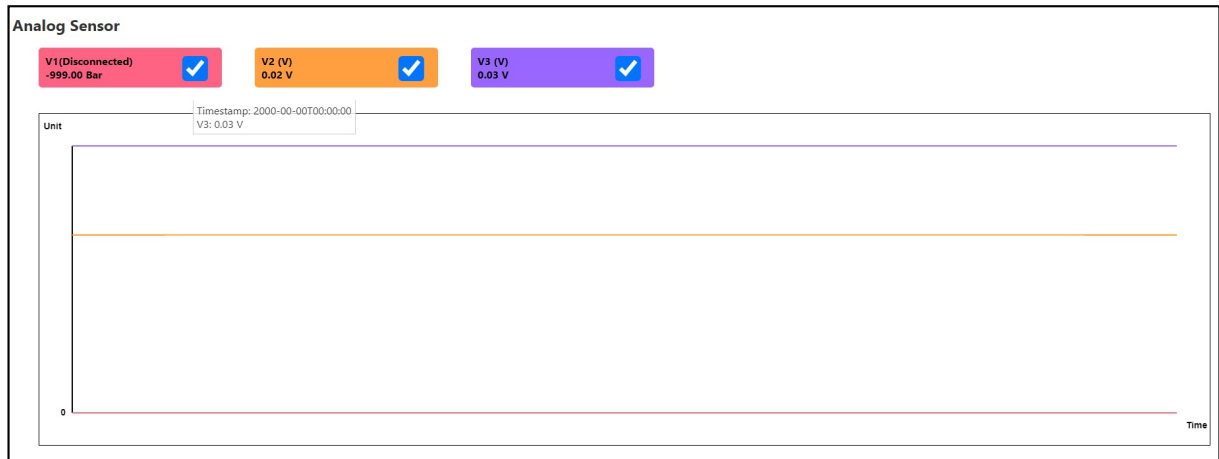 Analog Sensor
V1(Disconnected)
-999.00 Bar
V2 (V)
0.02 V
V3 (V)
0.03 V
Timestamp: 2000-00-00T00:00:00
V3: 0.03 V
Unit
0
Time